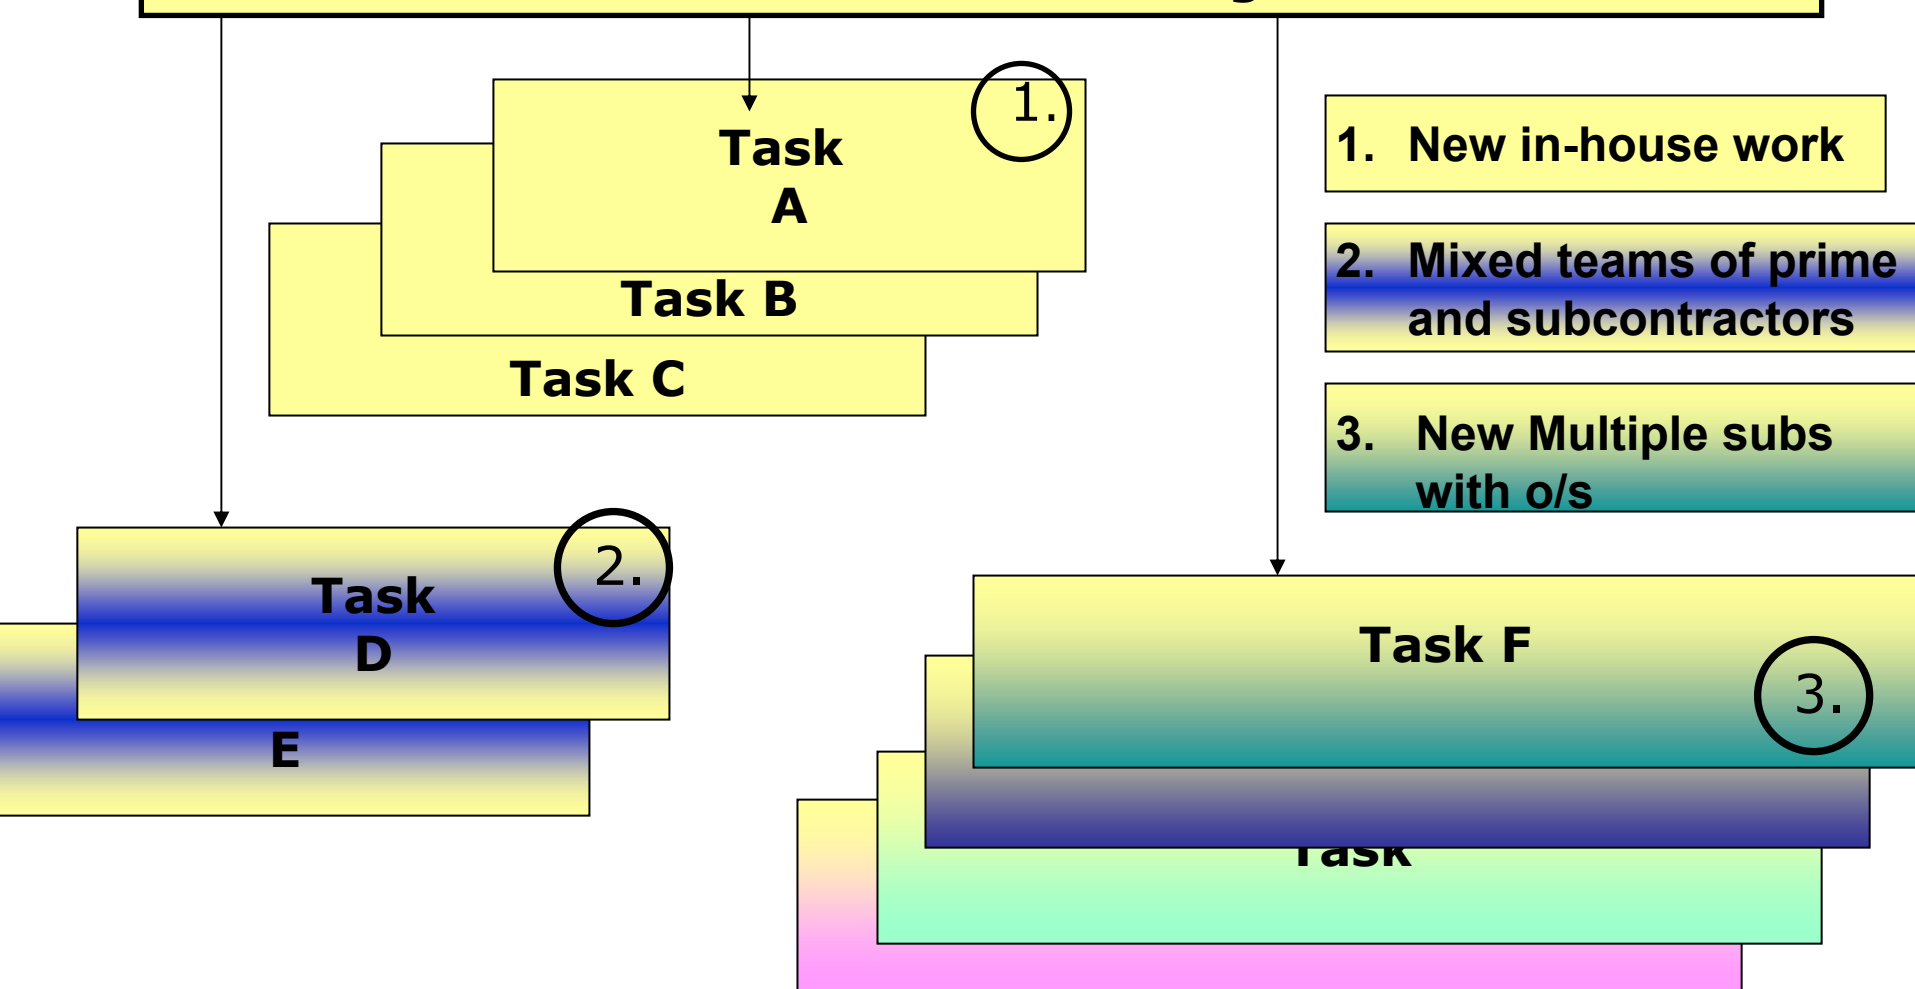 1.
Task
A
Task B
Task C
1. New in-house work
2. Mixed teams of prime
and subcontractors
3. New Multiple subs
with o/s
2.
Task
D
E
Task F
3.
Task